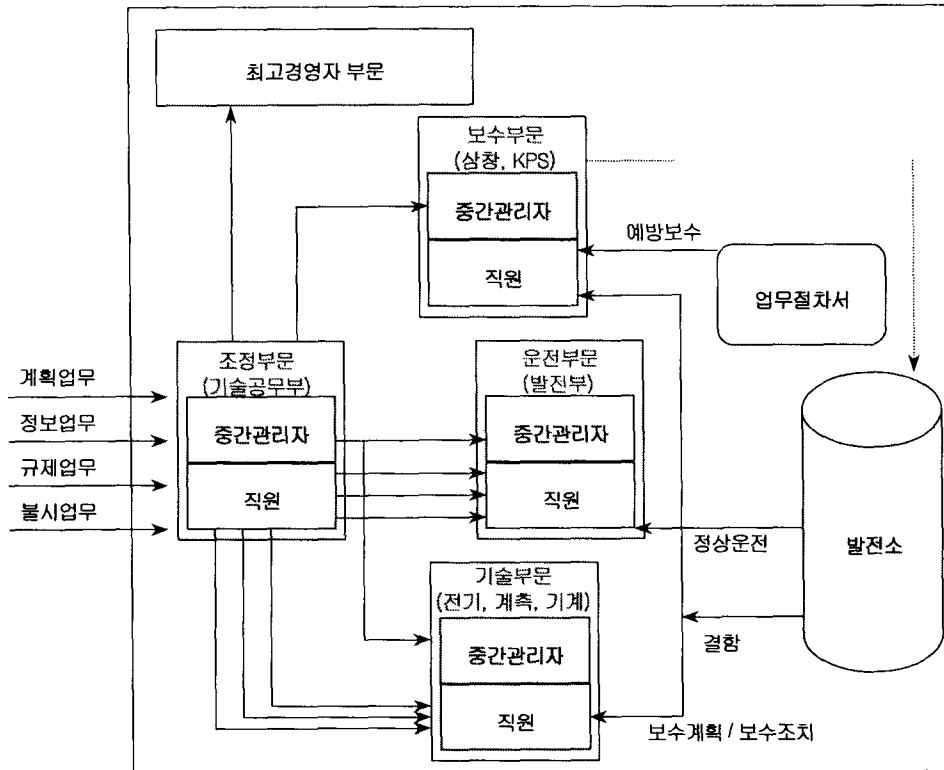 최고경영자 부문
보수부문
(삼창, KPS)
중간관리자
직원
예방보수
업무절차서
계획업무
정보업무
규제업무
불시업무
조정부문
(기술공무부)
중간관리자
직원
운전부문
(발전부)
중간관리자
직원
정상운전
발전소
결함
기술부문
(전기, 계측, 기계)
중간관리자
직원
보수계획 / 보수조치